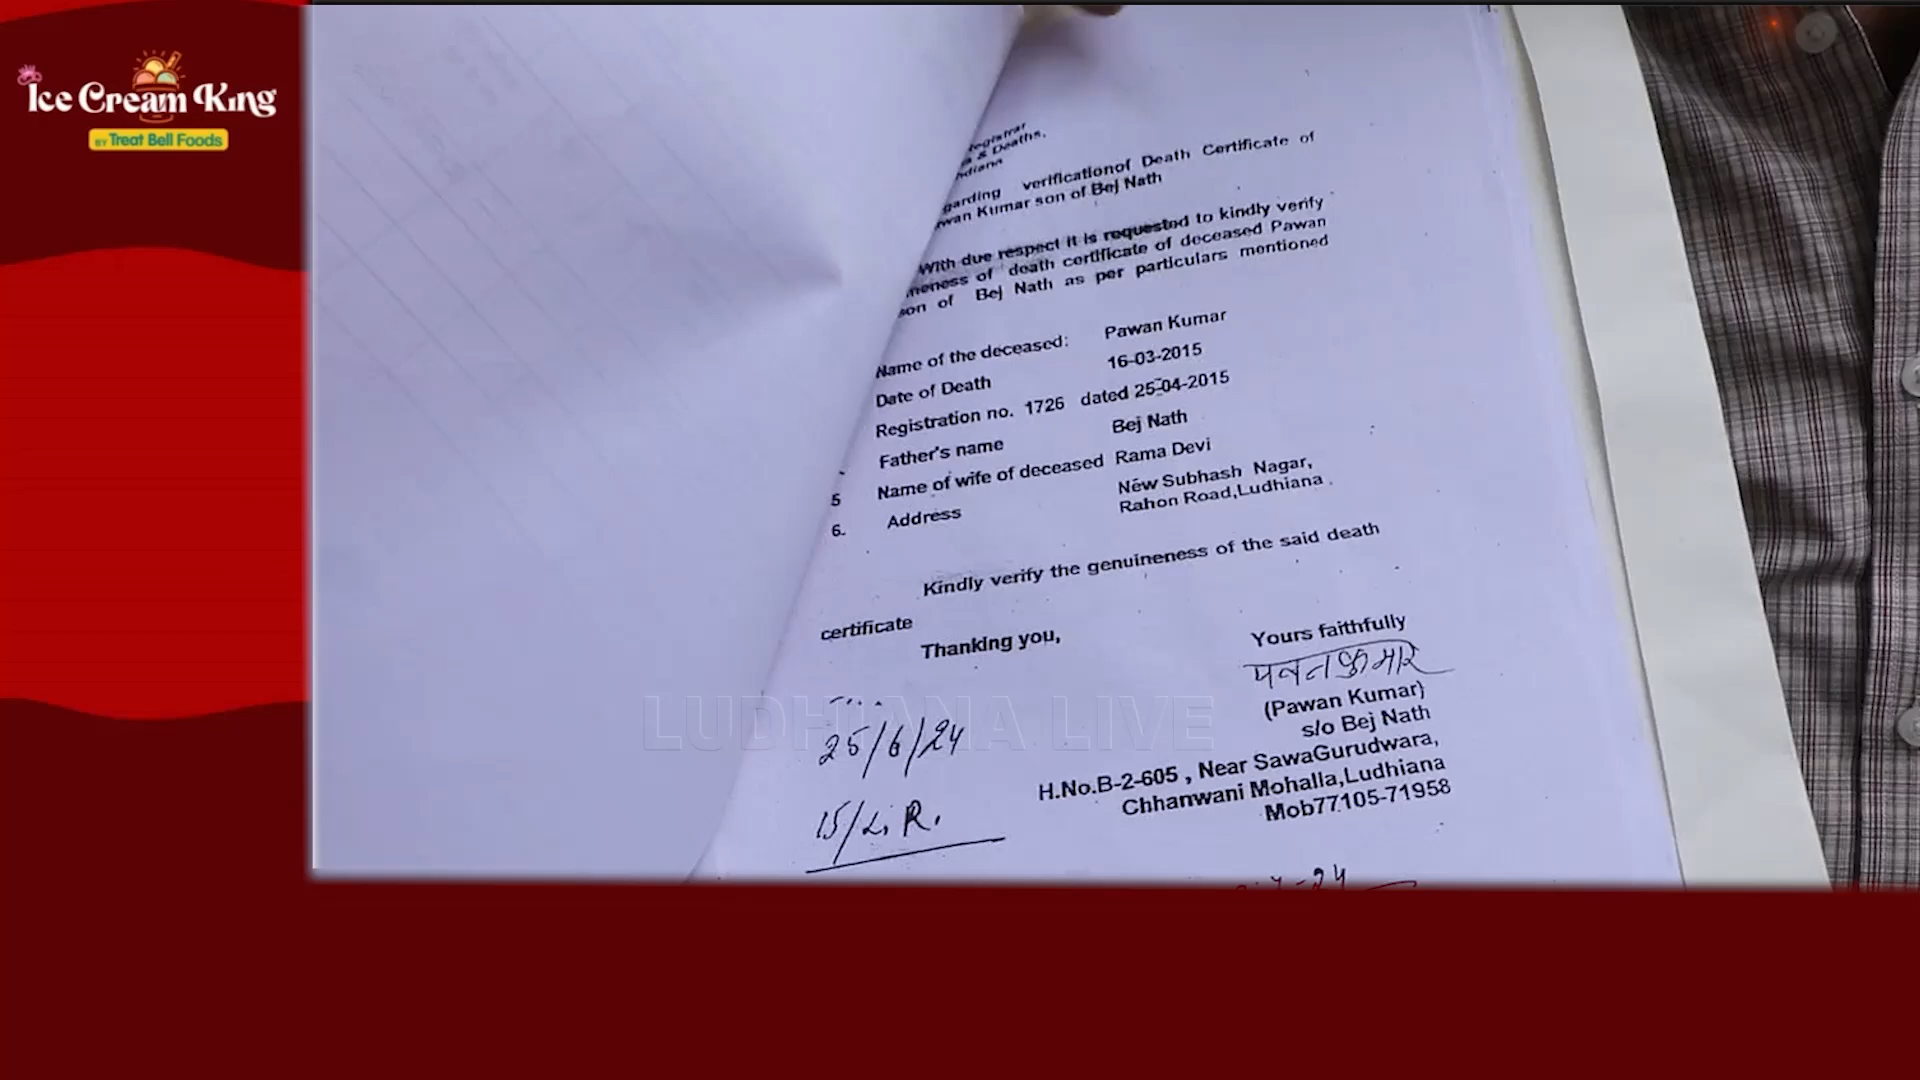 Ice Cream King
BY Treat Bell Foods
& Deaths,
verificationof Death Certificate of
Kumar son of Bej Nath
With due respect it is requested to kindly verify
of death certificate of deceased Pawan
son of Bej Nath as per particulars mentioned
Name of the deceased: Pawan Kumar
Date of Death 16-03-2015
Registration no. 1726 dated 25-04-2015
Father's name Bej Nath
5 Name of wife of deceased Rama Devi
6. Address New Subhash Nagar,
Rahon Road,Ludhiana
Kindly verify the genuineness of the said death
certificate
Thanking you,
Yours faithfully
पवन कुमार
(Pawan Kumar)
s/o Bej Nath
H.No.B-2-605 , Near SawaGurudwara,
Chhanwani Mohalla,Ludhiana
Mob77105-71958
25/6/24
LUDHIANA LIVE